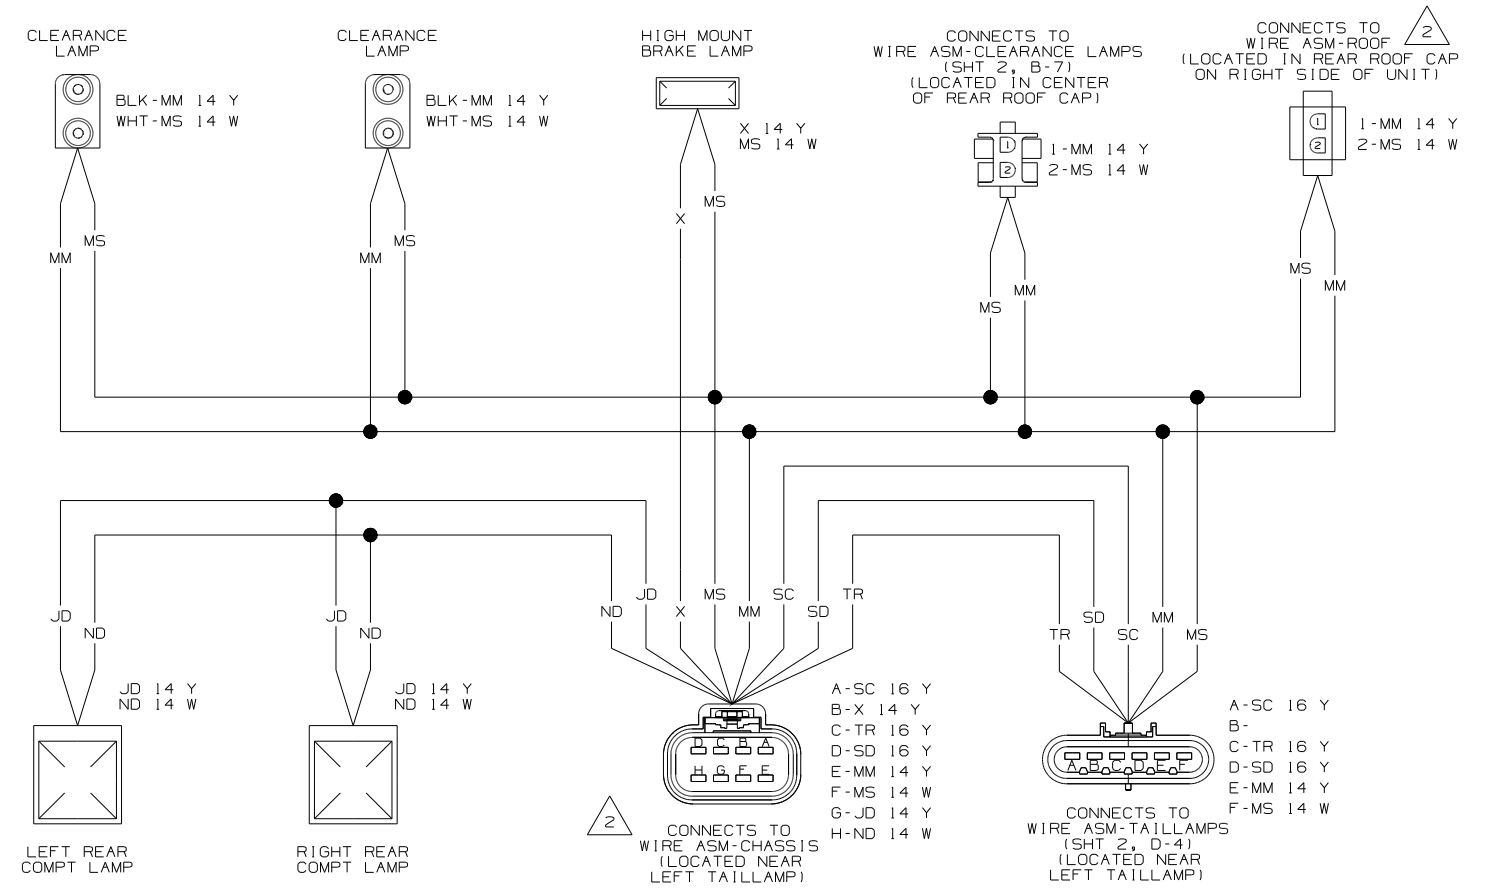 CLEARANCE
LAMP
BLK-MM 14 Y
WHT-MS 14 W
CLEARANCE
LAMP
BLK-MM 14 Y
WHT-MS 14 W
HIGH MOUNT
BRAKE LAMP
X 14 Y
MS 14 W
CONNECTS TO
WIRE ASM-CLEARANCE LAMPS
(SHT 2, B-7)
(LOCATED IN CENTER
OF REAR ROOF CAP)
1
2
1-MM 14 Y
2-MS 14 W
CONNECTS TO
WIRE ASM-ROOF
(LOCATED IN REAR ROOF CAP
ON RIGHT SIDE OF UNIT)
2
1
2
1-MM 14 Y
2-MS 14 W
MM
MS
MM
MS
X
MS
MS
MM
MS
MM
JD
ND
JD
ND
ND
JD
X
MS
MM
SC
SD
TR
TR
SD
SC
MM
MS
JD 14 Y
ND 14 W
LEFT REAR
COMPT LAMP
JD 14 Y
ND 14 W
RIGHT REAR
COMPT LAMP
D C B A
H G F E
A-SC 16 Y
B-X 14 Y
C-TR 16 Y
D-SD 16 Y
E-MM 14 Y
F-MS 14 W
G-JD 14 Y
H-ND 14 W
2
CONNECTS TO
WIRE ASM-CHASSIS
(LOCATED NEAR
LEFT TAILLAMP)
A B C D E F
A-SC 16 Y
B-
C-TR 16 Y
D-SD 16 Y
E-MM 14 Y
F-MS 14 W
CONNECTS TO
WIRE ASM-TAILLAMPS
(SHT 2, D-4)
(LOCATED NEAR
LEFT TAILLAMP)